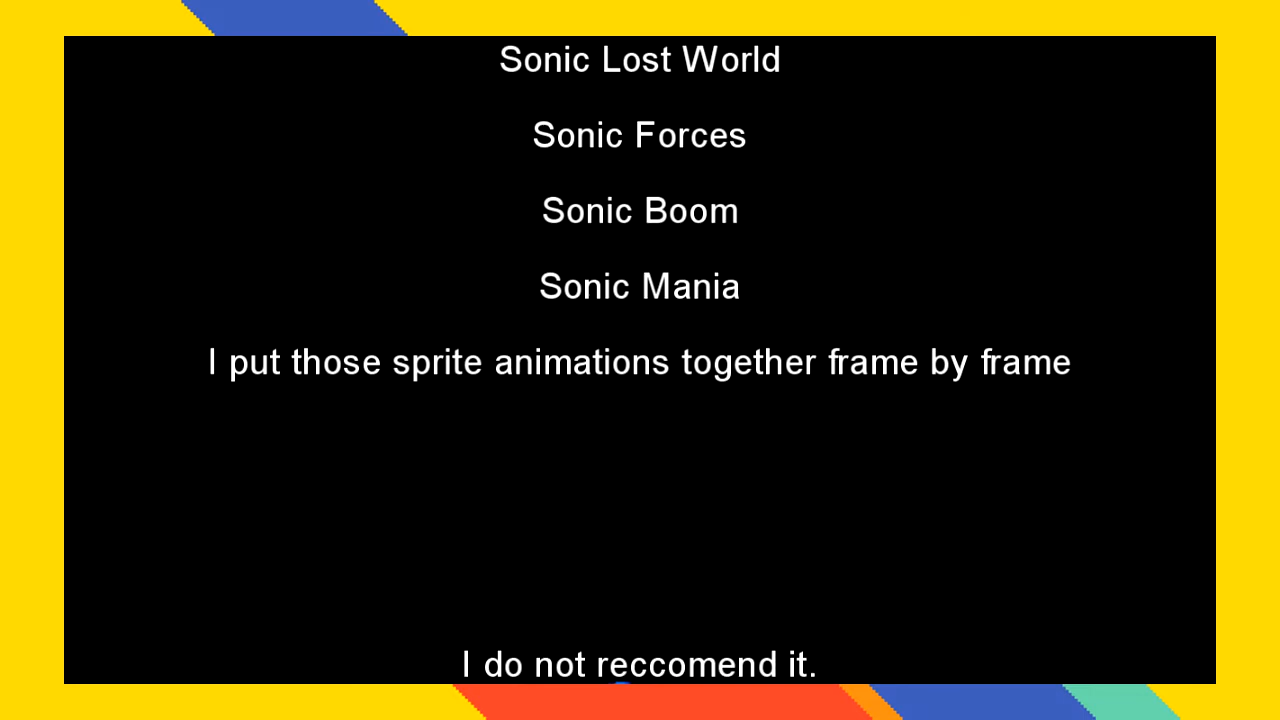 Sonic Lost World
Sonic Forces
Sonic Boom
Sonic Mania
I put those sprite animations together frame by frame
I do not reccomend it.